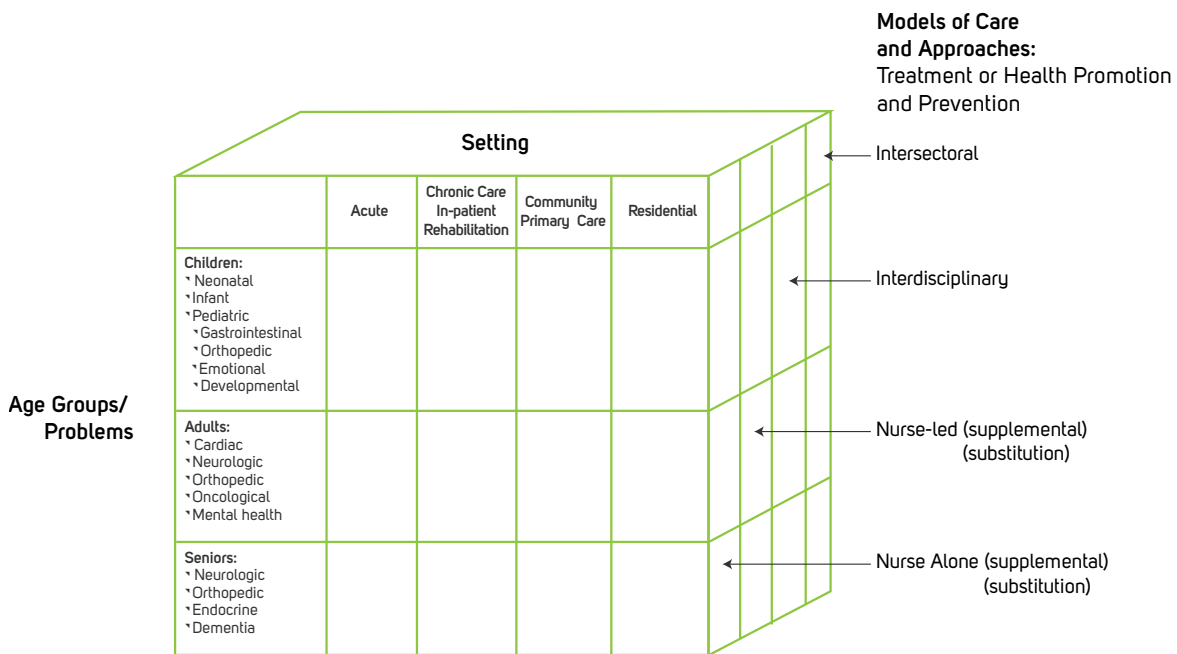 Models of Care
and Approaches:
Treatment or Health Promotion
and Prevention
Setting
Intersectoral
Acute
Chronic Care
In-patient
Rehabilitation
Community
Primary Care
Residential
Children:
Neonatal
Infant
Pediatric
Gastrointestinal
Orthopedic
Emotional
Developmental
Interdisciplinary
Age Groups/
Problems
Adults:
Cardiac
Neurologic
Orthopedic
Oncological
Mental health
Nurse-led (supplemental)
(substitution)
Seniors:
Neurologic
Orthopedic
Endocrine
Dementia
Nurse Alone (supplemental)
(substitution)